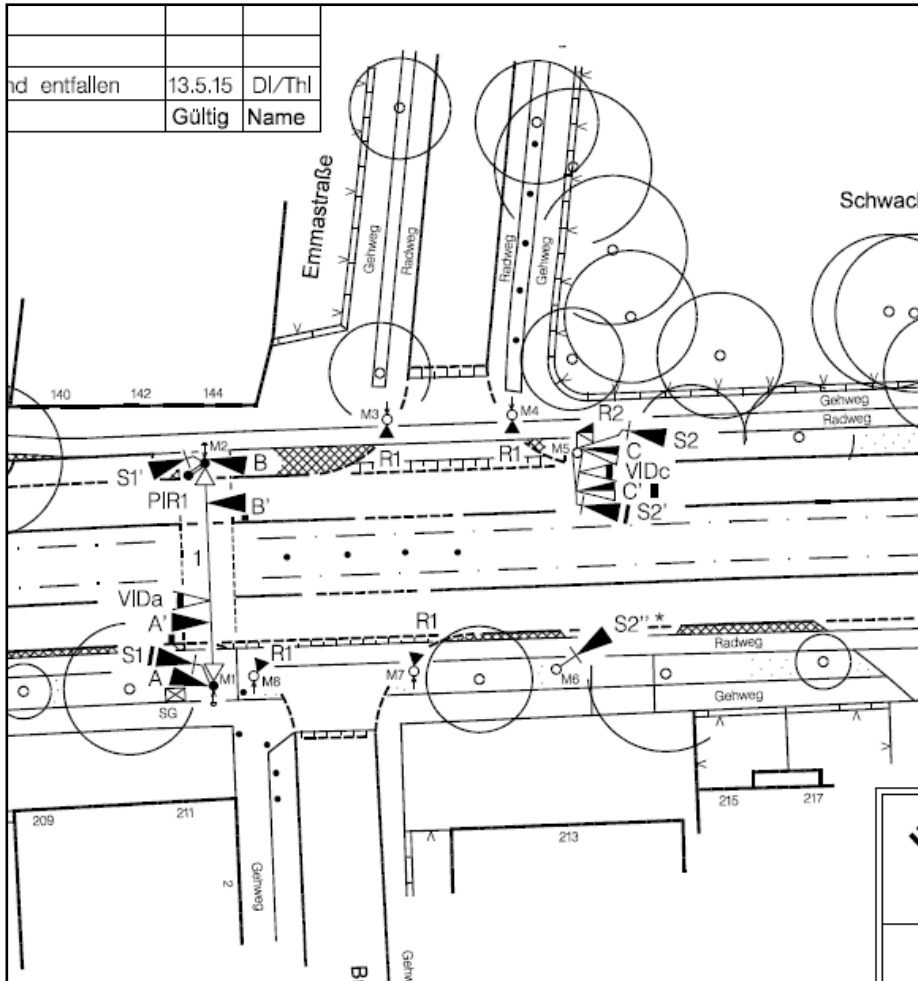 nd entfallen 13.5.15 Dl/Thl
Gültig Name
Emmastraße
Gehweg
Radweg
Radweg
Gehweg
Schwach
140 142 144
Gehweg
Radweg
M3
M4
R2
M2
M5
S2
S1'
B
R1
R1
C
VIDc
PIR1
B'
C'
S2'
1
VIDa
A'
R1
S2'' *
S1
R1
Radweg
A
M1
M8
M7
M6
SG
Gehweg
209
211
215
217
213
2
Gehweg